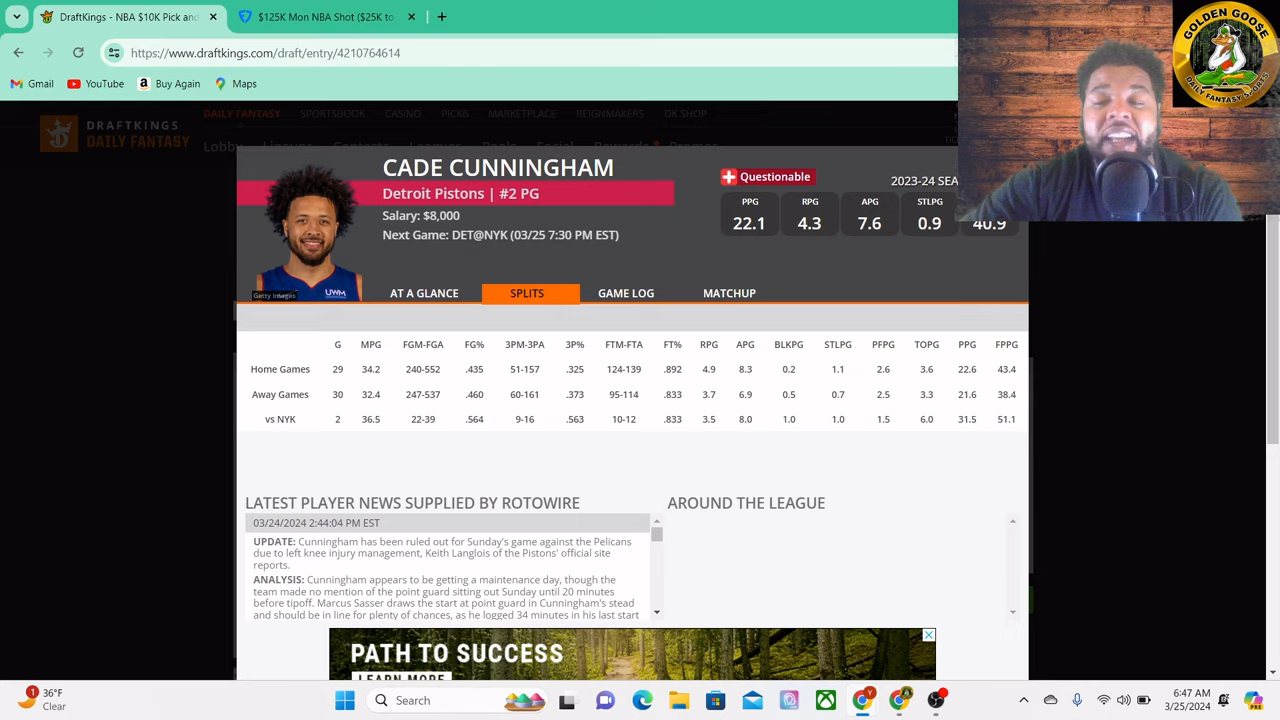 DraftKings - NBA $10K Pick and
$125K Mon NBA Shot ($25K to
https://www.draftkings.com/draft/entry/4210764614
Gmail YouTube Buy Again Maps
GOLDEN GOO$E
DAILY FANTASY SPORTS
DAILY FANTASY SPORTSBOOK CASINO PICK6 MARKETPLACE REIGNMAKERS DK SHOP
DRAFTKINGS
DAILY FANTASY
Lobby
CADE CUNNINGHAM
Detroit Pistons | #2 PG
Salary: $8,000
Next Game: DET@NYK (03/25 7:30 PM EST)
Questionable
2023-24 SEA
PPG RPG APG STLPG
22.1 4.3 7.6 0.9 40.9
Getty Images
UWM
AT A GLANCE SPLITS GAME LOG MATCHUP
G MPG FGM-FGA FG% 3PM-3PA 3P% FTM-FTA FT% RPG APG BLKPG STLPG PFPG TOPG PPG FPPG
Home Games 29 34.2 240-552 .435 51-157 .325 124-139 .892 4.9 8.3 0.2 1.1 2.6 3.6 22.6 43.4
Away Games 30 32.4 247-537 .460 60-161 .373 95-114 .833 3.7 6.9 0.5 0.7 2.5 3.3 21.6 38.4
vs NYK 2 36.5 22-39 .564 9-16 .563 10-12 .833 3.5 8.0 1.0 1.0 1.5 6.0 31.5 51.1
LATEST PLAYER NEWS SUPPLIED BY ROTOWIRE
03/24/2024 2:44:04 PM EST
UPDATE: Cunningham has been ruled out for Sunday's game against the Pelicans
due to left knee injury management, Keith Langlois of the Pistons' official site
reports.
ANALYSIS: Cunningham appears to be getting a maintenance day, though the
team made no mention of the point guard sitting out Sunday until 20 minutes
before tipoff. Marcus Sasser draws the start at point guard in Cunningham's stead
and should be in line for plenty of chances, as he logged 34 minutes in his last start
AROUND THE LEAGUE
PATH TO SUCCESS
LEARN MORE
1
36°F
Clear
Search
6:47 AM
3/25/2024
PRE